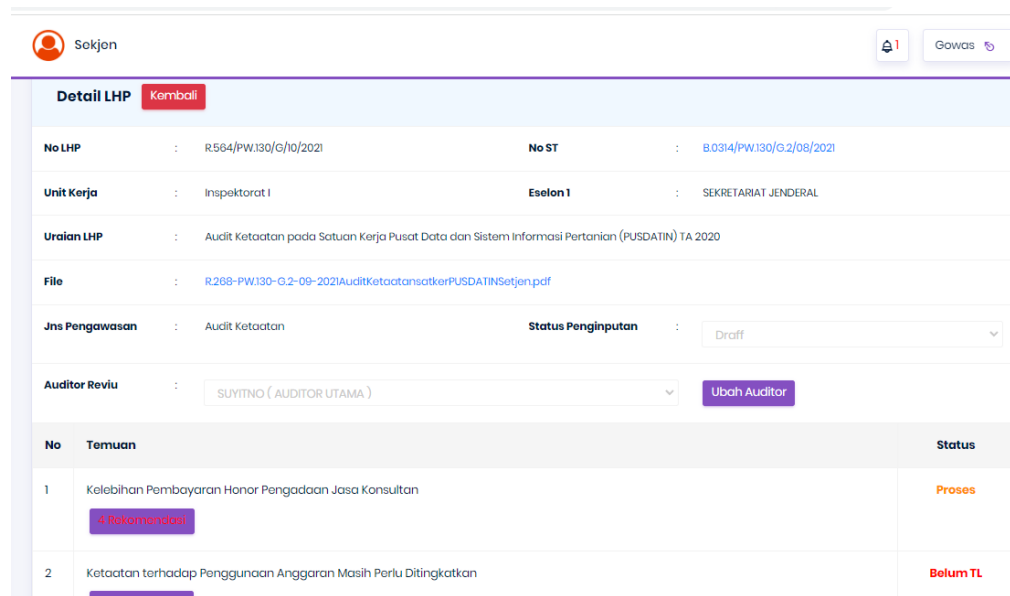 Sekjen 1 Gowas
Detail LHP Kembali
No LHP : R.564/PW.130/G/10/2021 No ST : B.0314/PW.130/G.2/08/2021
Unit Kerja : Inspektorat I Eselon 1 : SEKRETARIAT JENDERAL
Uraian LHP : Audit Ketaatan pada Satuan Kerja Pusat Data dan Sistem Informasi Pertanian (PUSDATIN) TA 2020
File : R.268-PW.130-G.2-09-2021AuditKetaatansatkerPUSDATINSetjen.pdf
Jns Pengawasan : Audit Ketaatan Status Penginputan : Draff
Auditor Reviu : SUYITNO ( AUDITOR UTAMA ) Ubah Auditor
No Temuan Status
1 Kelebihan Pembayaran Honor Pengadaan Jasa Konsultan Proses
4 Rekomendasi
2 Ketaatan terhadap Penggunaan Anggaran Masih Perlu Ditingkatkan Belum TL